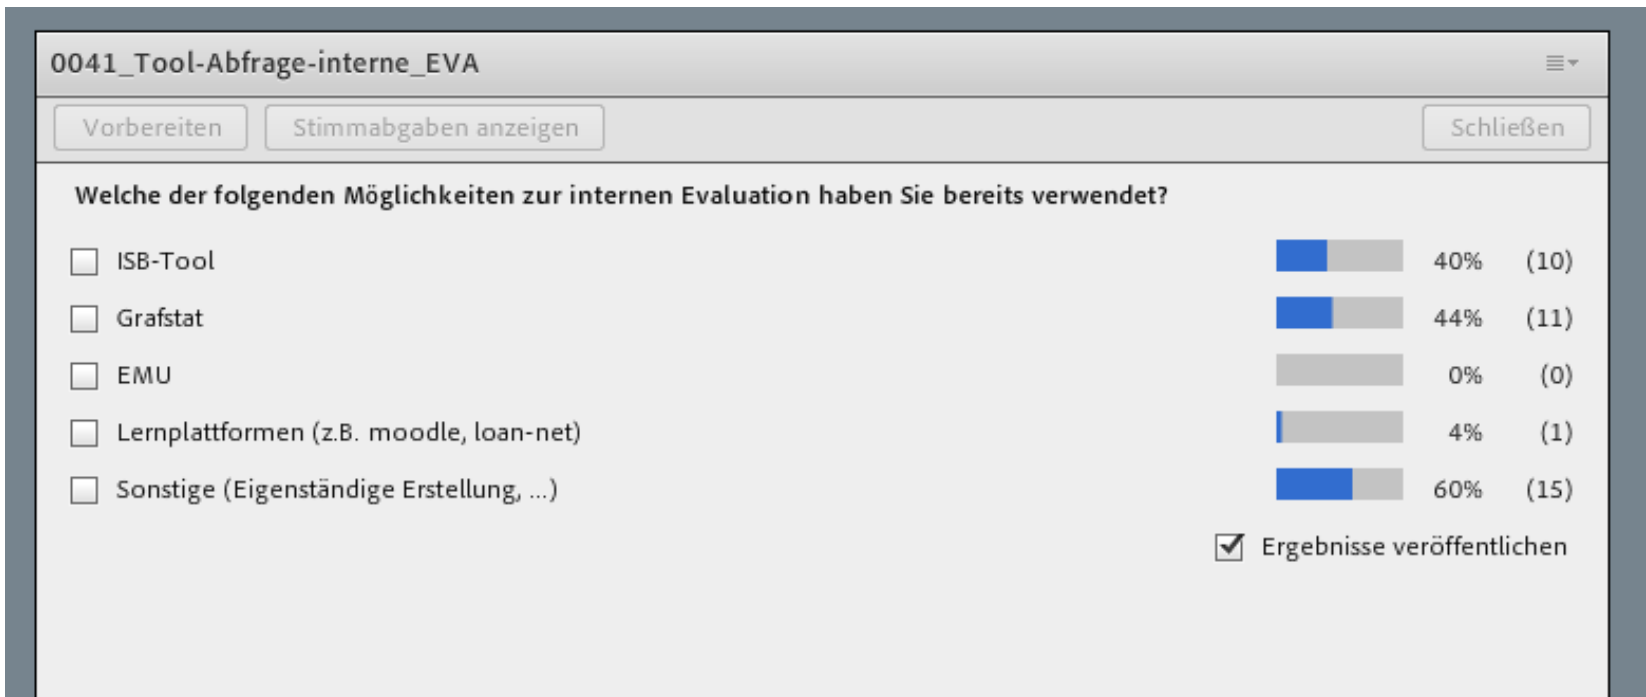 0041_Tool-Abfrage-interne_EVA
Vorbereiten Stimmabgaben anzeigen Schließen
Welche der folgenden Möglichkeiten zur internen Evaluation haben Sie bereits verwendet?
ISB-Tool 40% (10)
Grafstat 44% (11)
EMU 0% (0)
Lernplattformen (z.B. moodle, loan-net) 4% (1)
Sonstige (Eigenständige Erstellung, ...) 60% (15)
Ergebnisse veröffentlichen